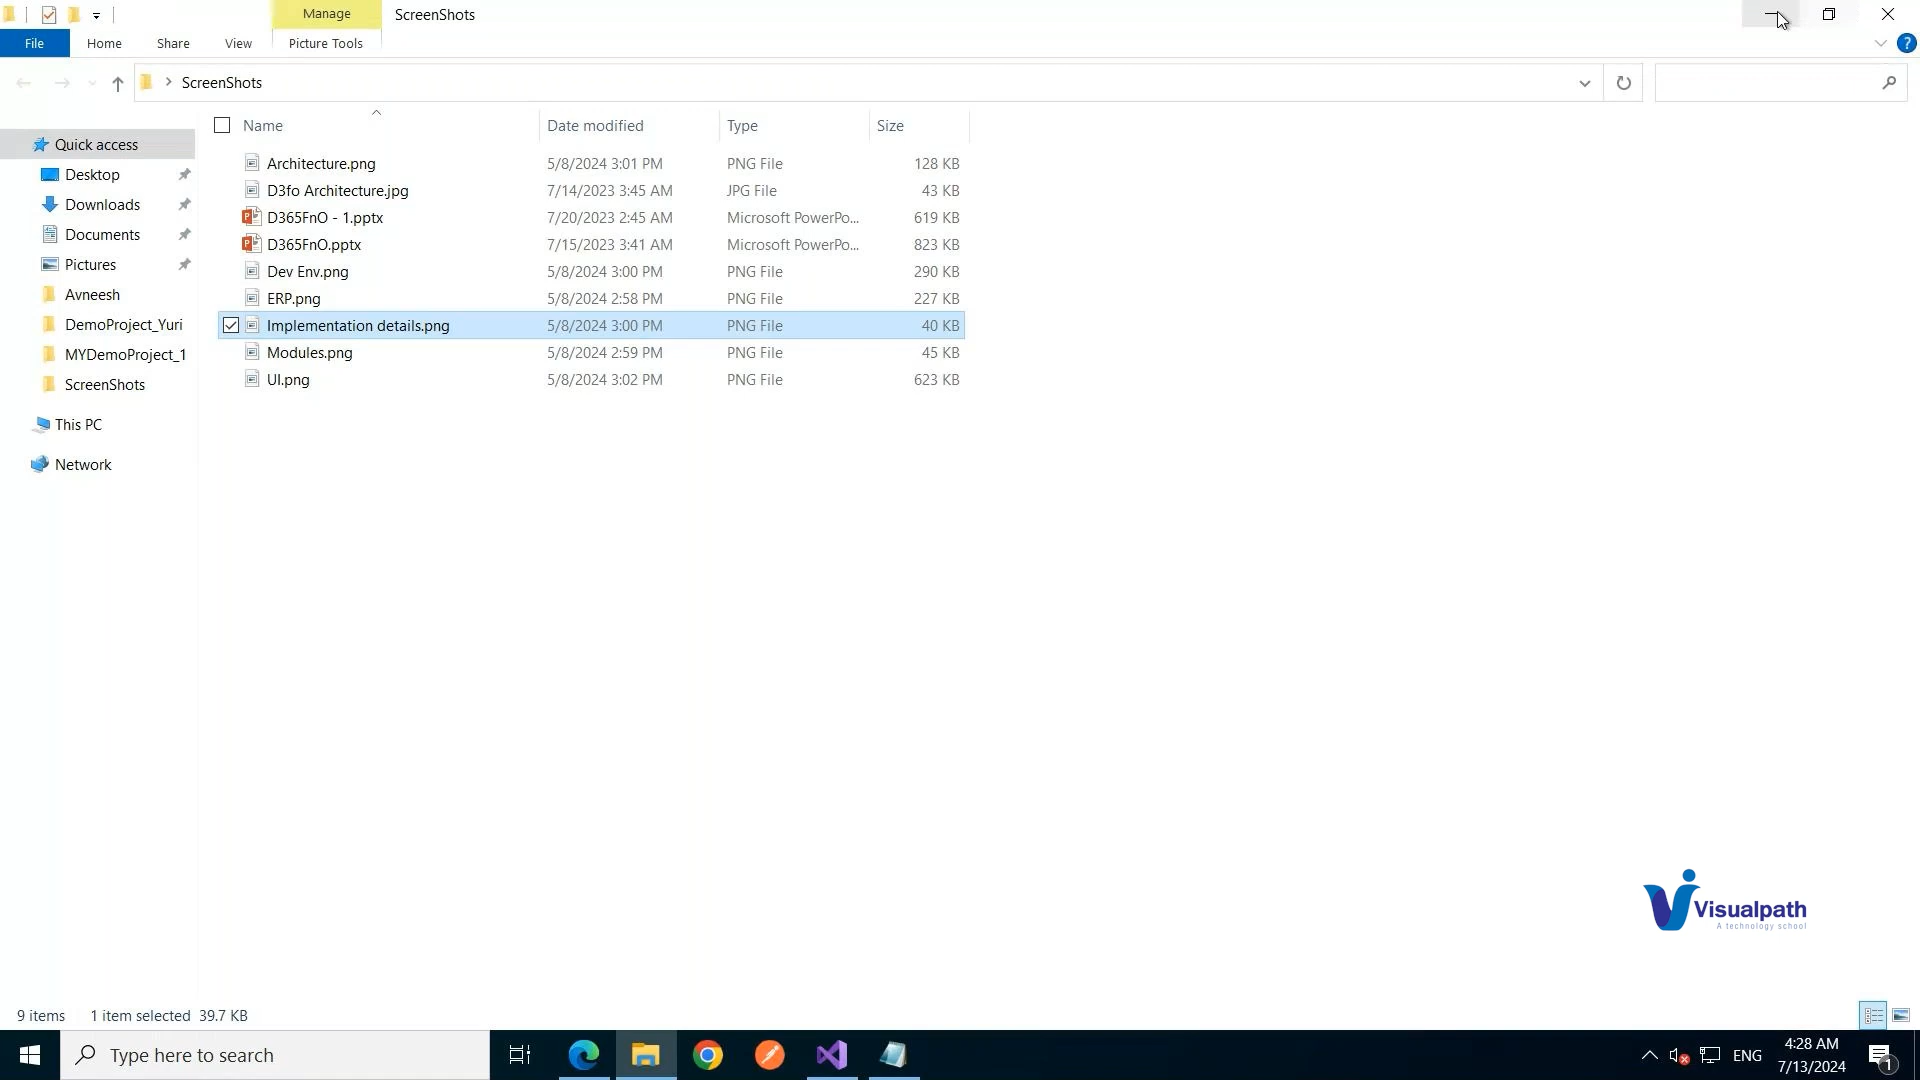 Manage
ScreenShots
File
Home
Share
View
Picture Tools
?
ScreenShots
Name
Date modified
Type
Size
Quick access
Desktop
Downloads
Documents
Pictures
Avneesh
DemoProject_Yuri
MYDemoProject_1
ScreenShots
This PC
Network
Architecture.png 5/8/2024 3:01 PM PNG File 128 KB
D3fo Architecture.jpg 7/14/2023 3:45 AM JPG File 43 KB
D365FnO - 1.pptx 7/20/2023 2:45 AM Microsoft PowerPo... 619 KB
D365FnO.pptx 7/15/2023 3:41 AM Microsoft PowerPo... 823 KB
Dev Env.png 5/8/2024 3:00 PM PNG File 290 KB
ERP.png 5/8/2024 2:58 PM PNG File 227 KB
Implementation details.png 5/8/2024 3:00 PM PNG File 40 KB
Modules.png 5/8/2024 2:59 PM PNG File 45 KB
UI.png 5/8/2024 3:02 PM PNG File 623 KB
Visualpath
A technology school
9 items 1 item selected 39.7 KB
Type here to search
ENG
4:28 AM
7/13/2024
1